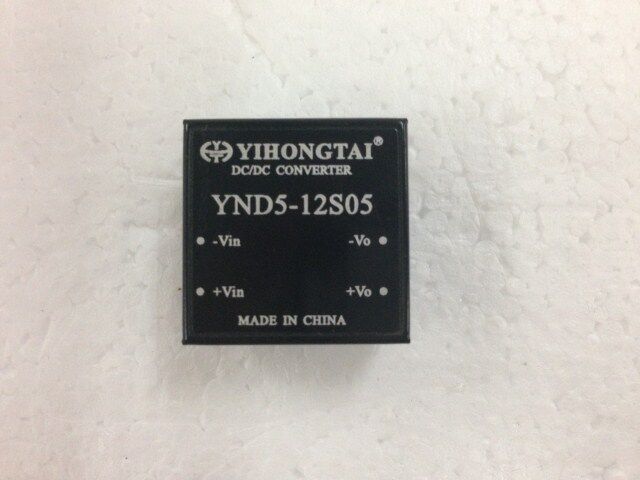 YIHONGTAI®
DC/DC CONVERTER
YND5-12S05
-Vin -Vo
+Vin +Vo
MADE IN CHINA